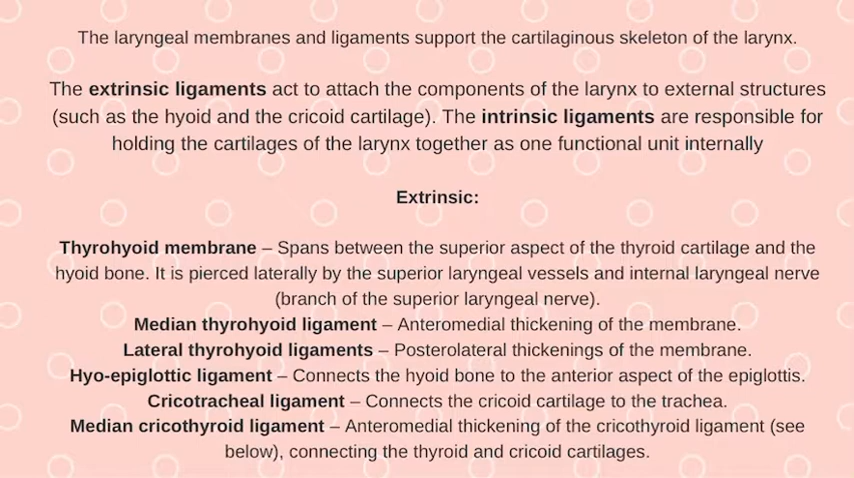 The laryngeal membranes and ligaments support the cartilaginous skeleton of the larynx.
The extrinsic ligaments act to attach the components of the larynx to external structures
(such as the hyoid and the cricoid cartilage). The intrinsic ligaments are responsible for
holding the cartilages of the larynx together as one functional unit internally
Extrinsic:
Thyrohyoid membrane – Spans between the superior aspect of the thyroid cartilage and the
hyoid bone. It is pierced laterally by the superior laryngeal vessels and internal laryngeal nerve
(branch of the superior laryngeal nerve).
Median thyrohyoid ligament – Anteromedial thickening of the membrane.
Lateral thyrohyoid ligaments – Posterolateral thickenings of the membrane.
Hyo-epiglottic ligament – Connects the hyoid bone to the anterior aspect of the epiglottis.
Cricotracheal ligament – Connects the cricoid cartilage to the trachea.
Median cricothyroid ligament – Anteromedial thickening of the cricothyroid ligament (see
below), connecting the thyroid and cricoid cartilages.